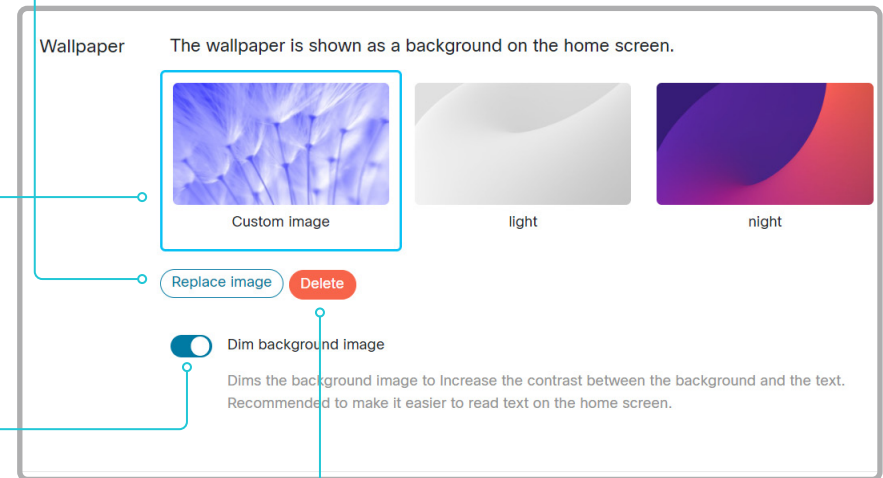 Wallpaper
The wallpaper is shown as a background on the home screen.
Custom image
light
night
Replace image
Delete
Dim background image
Dims the background image to Increase the contrast between the background and the text.
Recommended to make it easier to read text on the home screen.